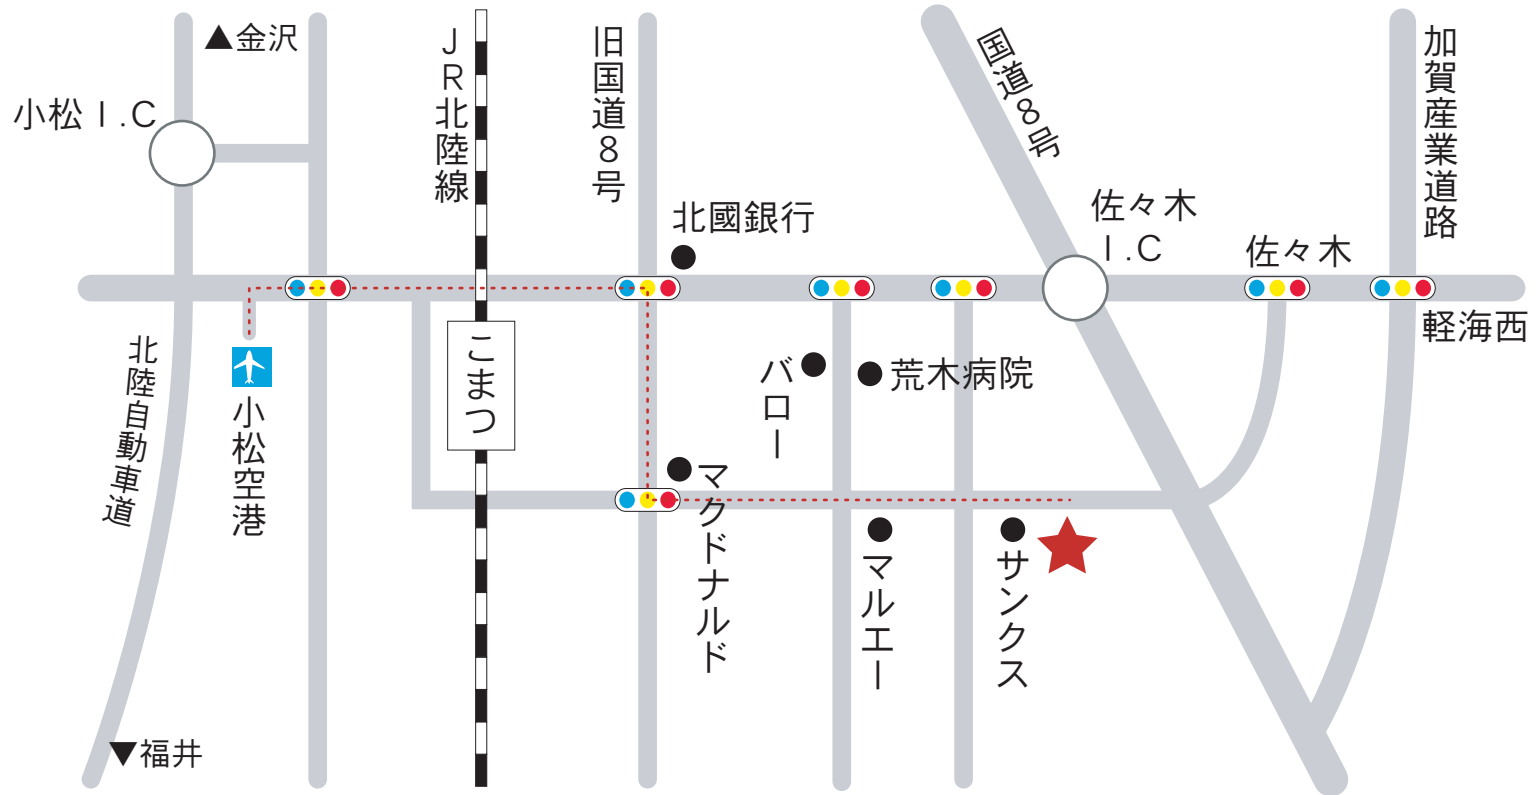 ▲金沢
小松I.C
JR北陸線
旧国道8号
国道8号
加賀産業道路
北國銀行
佐々木
I.C
佐々木
軽海西
北陸自動車道
小松空港
こまつ
バロー
荒木病院
マクドナルド
マルエー
サンクス
▼福井